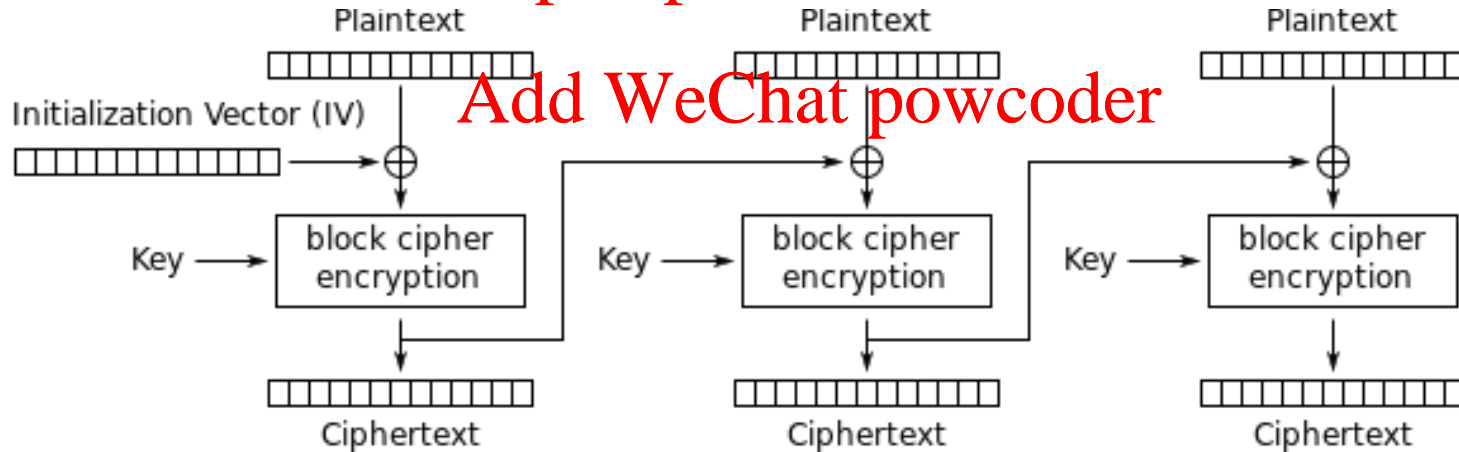 Plaintext Plaintext Plaintext
Add WeChat powcoder
Initialization Vector (IV)
block cipher block cipher block cipher
Key Key Key
encryption encryption encryption
Ciphertext Ciphertext Ciphertext